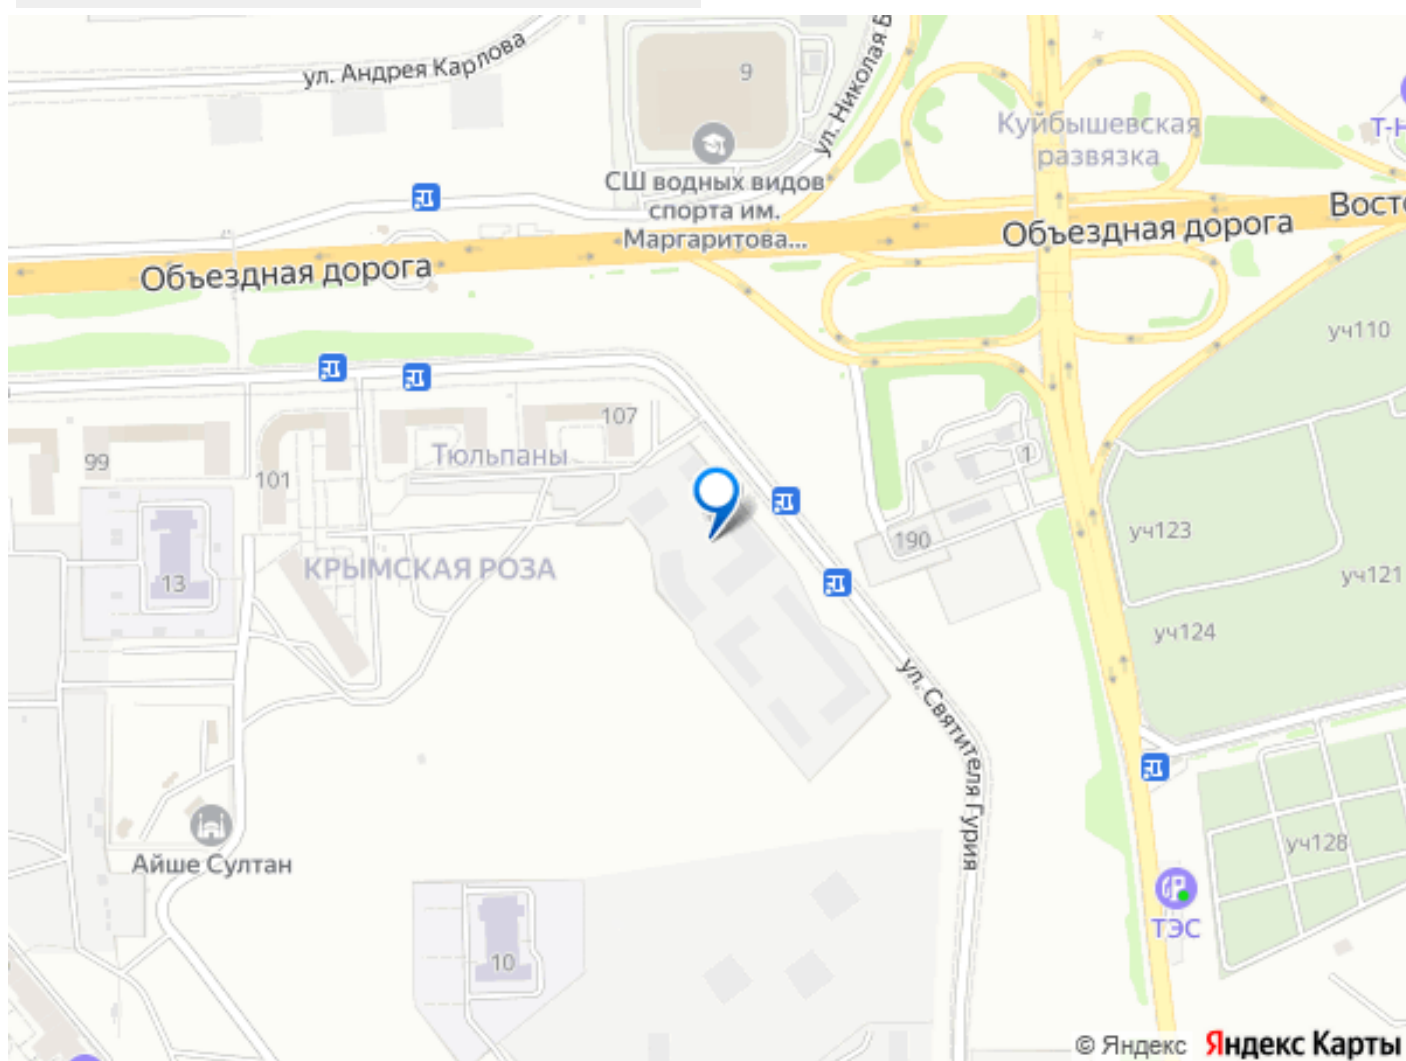 ул. Андрея Карлова
9
ул. Николая Б
Куйбышевская
развязка
Т-Н
СШ водных видов
спорта им.
Маргаритова...
Объездная дорога
Восто
Объездная дорога
уч110
107
Тюльпаны
99
101
1
190
уч123
КРЫМСКАЯ РОЗА
13
уч121
уч124
ул. Святителя Гурия
Айше Султан
уч128
ТЭС
10
© Яндекс Яндекс Карты